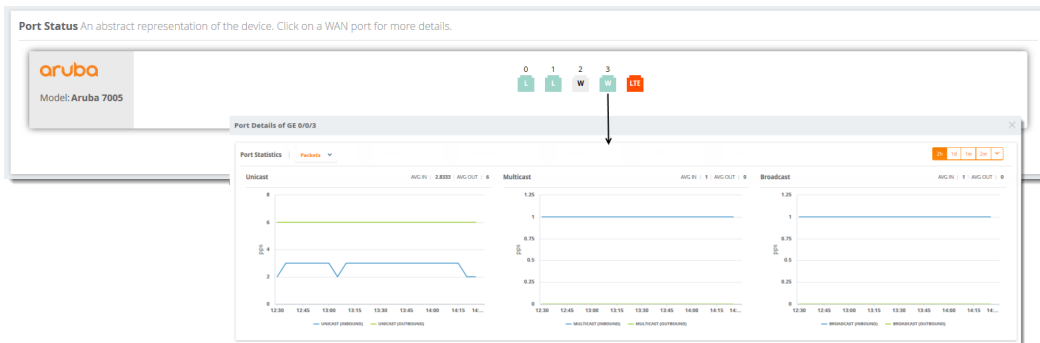 Port Status An abstract representation of the device. Click on a WAN port for more details.
aruba
Model: Aruba 7005
0 1 2 3
L L W W LTE
Port Details of GE 0/0/3
Port Statistics | Packets
2h 1d 1w 2w
Unicast AVG IN | 2.8333 AVG OUT | 6
8
6
4
2
0
pps
12:30 12:45 13:00 13:15 13:30 13:45 14:00 14:15 14:...
UNICAST (INBOUND) UNICAST (OUTBOUND)
Multicast AVG IN | 1 AVG OUT | 0
1.25
1
0.75
0.5
0.25
0
pps
12:30 12:45 13:00 13:15 13:30 13:45 14:00 14:15 14:...
MULTICAST (INBOUND) MULTICAST (OUTBOUND)
Broadcast AVG IN | 1 AVG OUT | 0
1.25
1
0.75
0.5
0.25
0
pps
12:30 12:45 13:00 13:15 13:30 13:45 14:00 14:15 14:...
BROADCAST (INBOUND) BROADCAST (OUTBOUND)